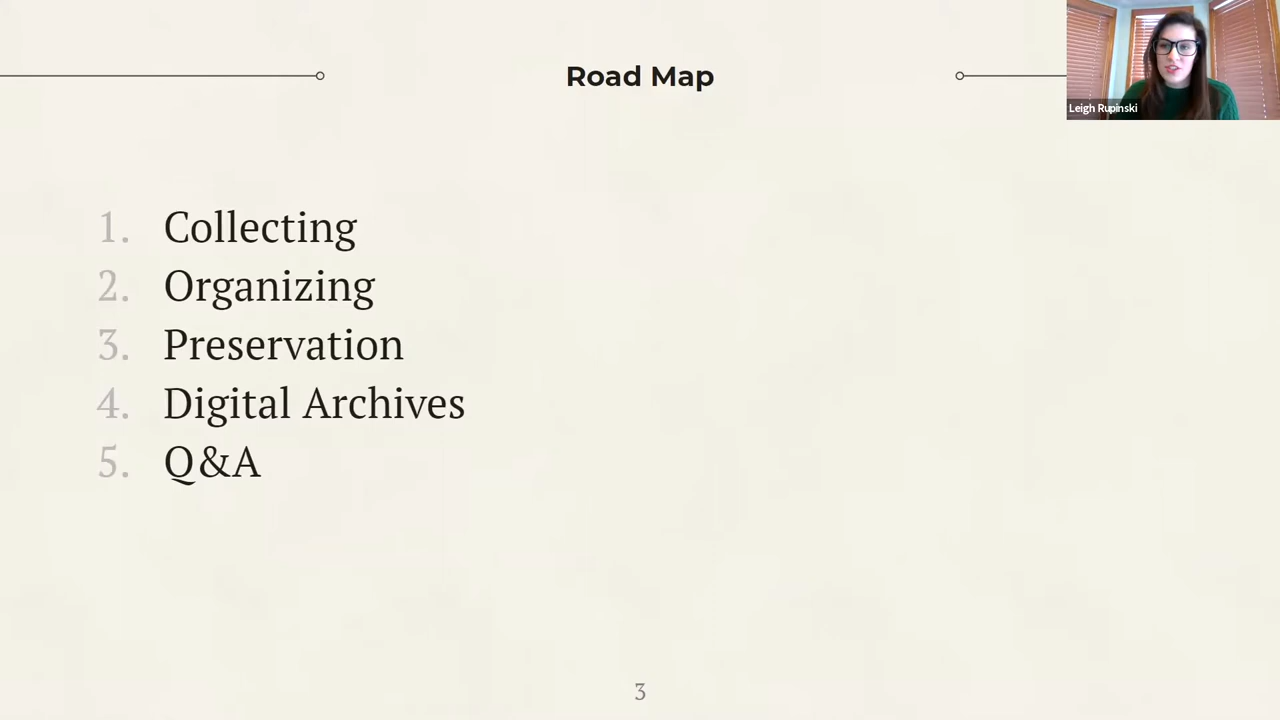 Road Map
Leigh Rupinski
1. Collecting
2. Organizing
3. Preservation
4. Digital Archives
5. Q&A
3